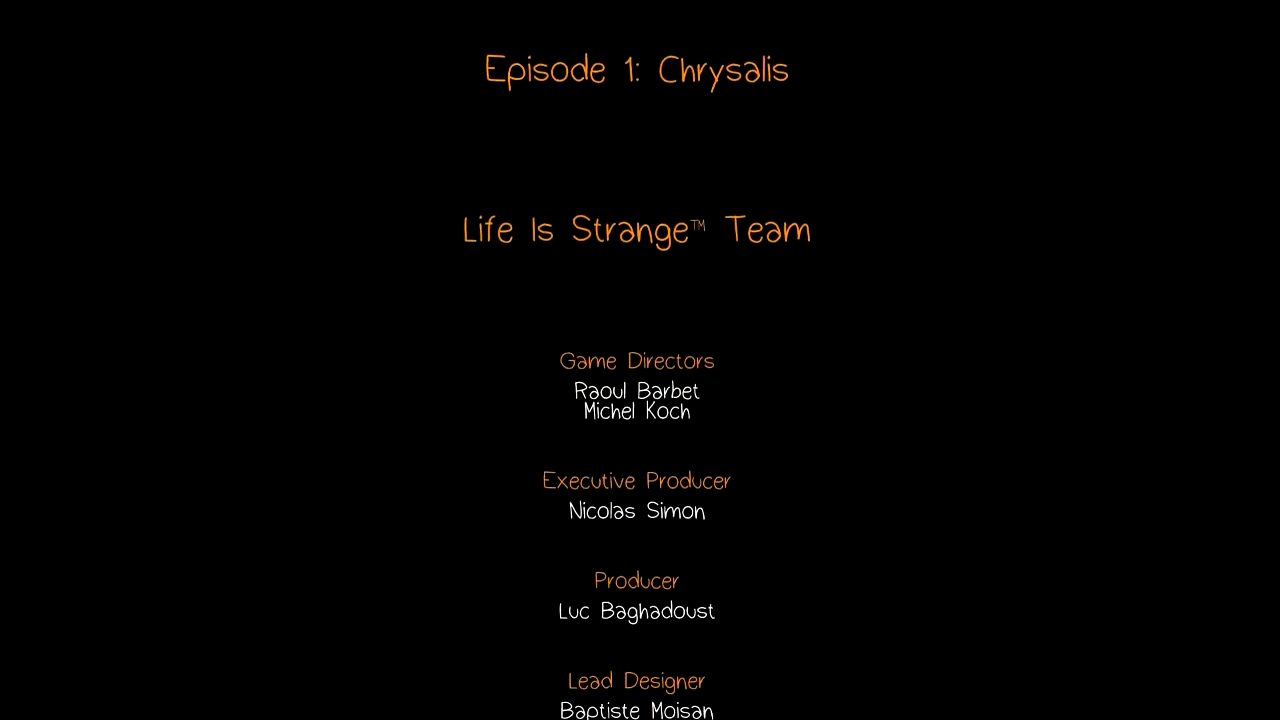 Episode 1: Chrysalis
Life Is Strange™ Team
Game Directors
Raoul Barbet
Michel Koch
Executive Producer
Nicolas Simon
Producer
Luc Baghadoust
Lead Designer
Baptiste Moisan